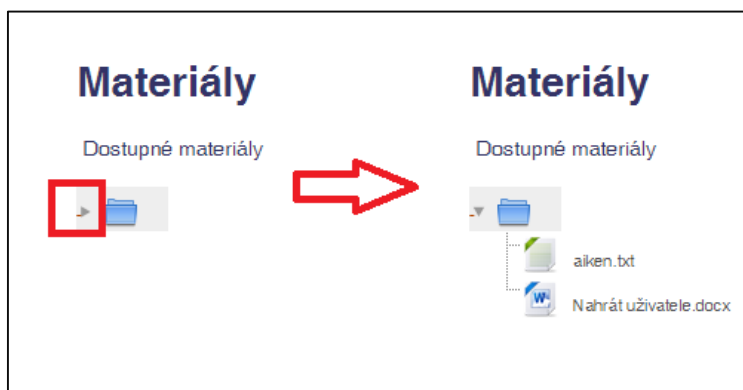 Materiály
Dostupné materiály
Materiály
Dostupné materiály
aiken.txt
Nahrát uživatele.docx